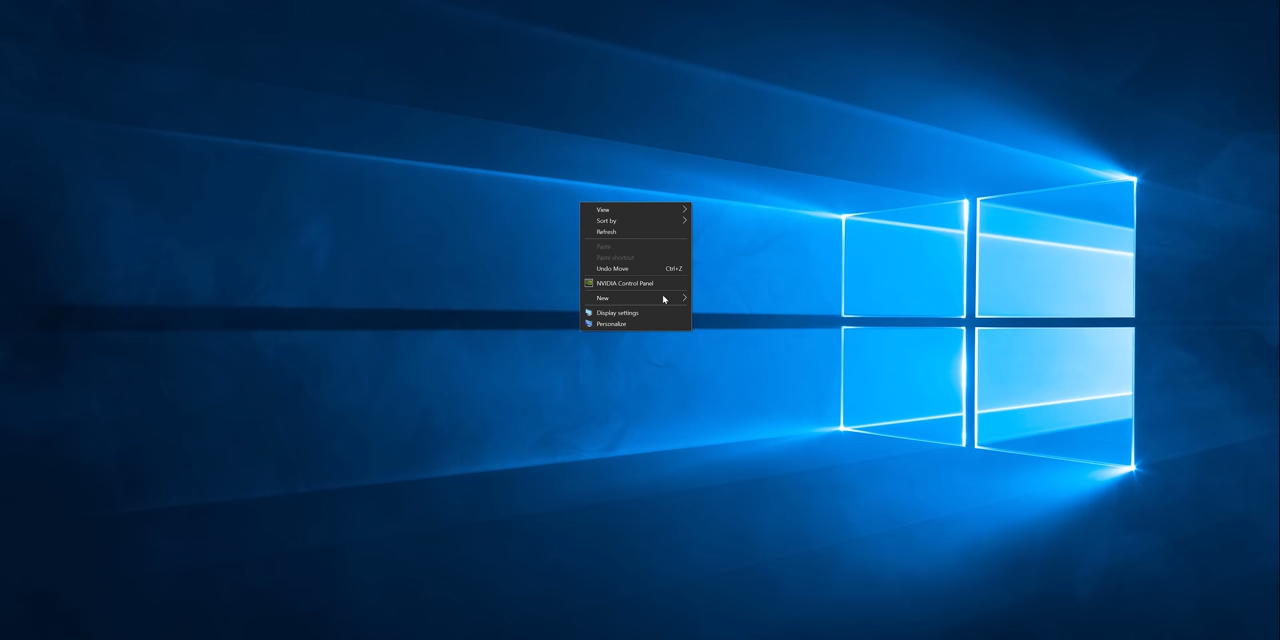 View
Sort by
Refresh
Paste
Paste shortcut
Undo Move Ctrl+Z
NVIDIA Control Panel
New
Display settings
Personalize